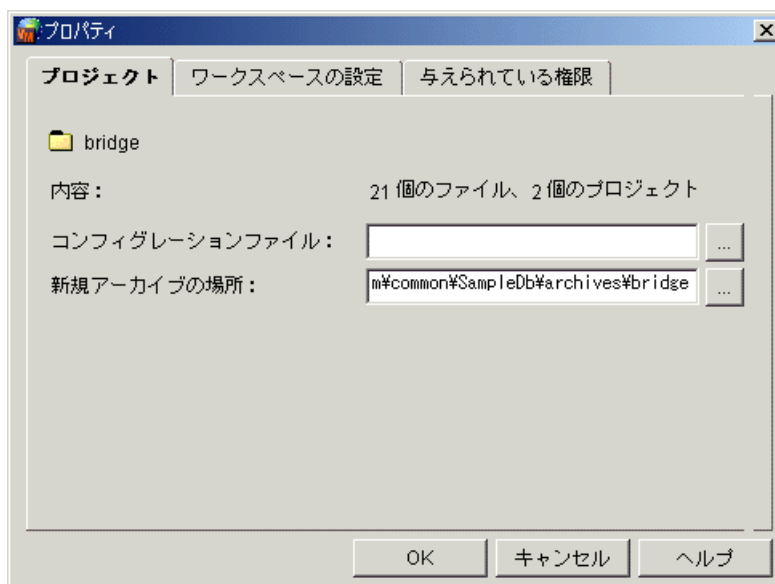 プロパティ
プロジェクト ワークスペースの設定 与えられている権限
bridge
内容： 21 個のファイル、2 個のプロジェクト
コンフィグレーションファイル： ...
新規アーカイブの場所： m¥common¥SampleDb¥archives¥bridge ...
OK キャンセル ヘルプ